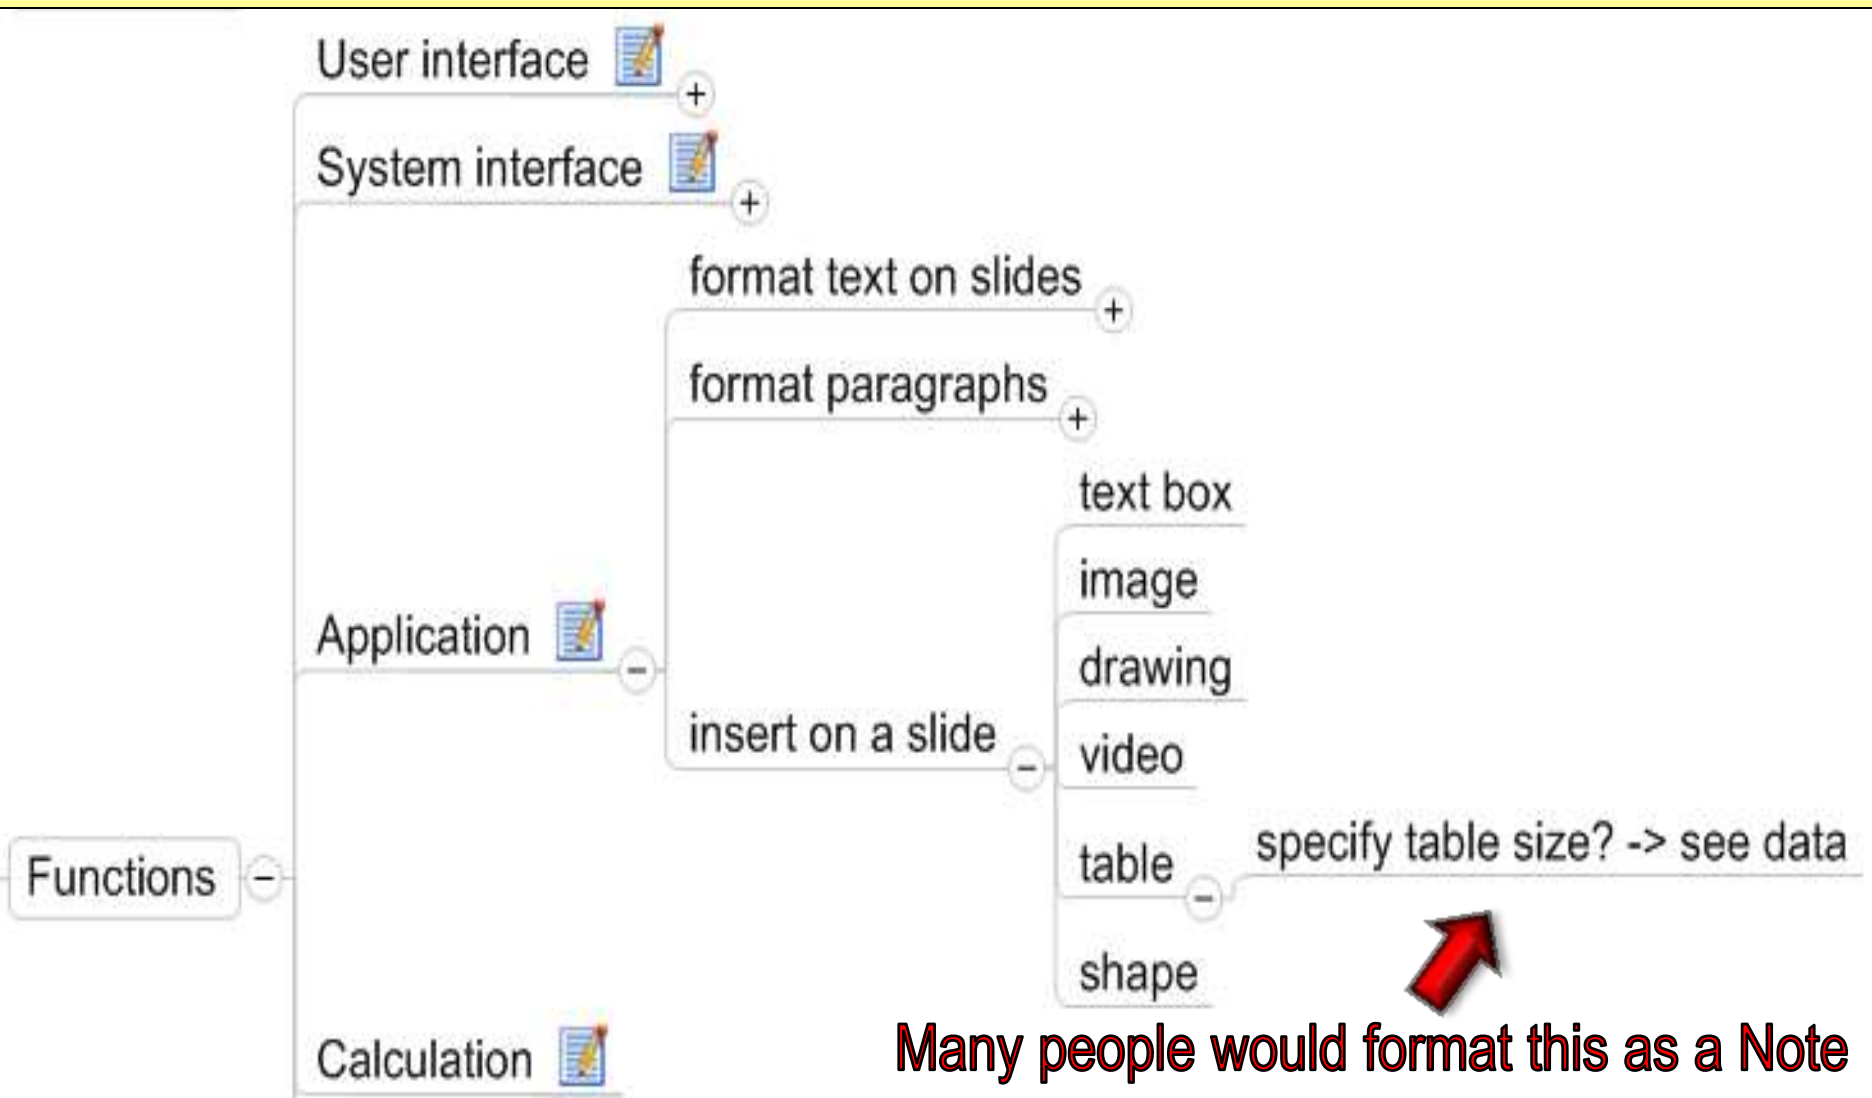 User interface
System interface
format text on slides
format paragraphs
text box
image
Application
drawing
insert on a slide
video
specify table size? -> see data
table
Functions
shape
Many people would format this as a Note
Calculation